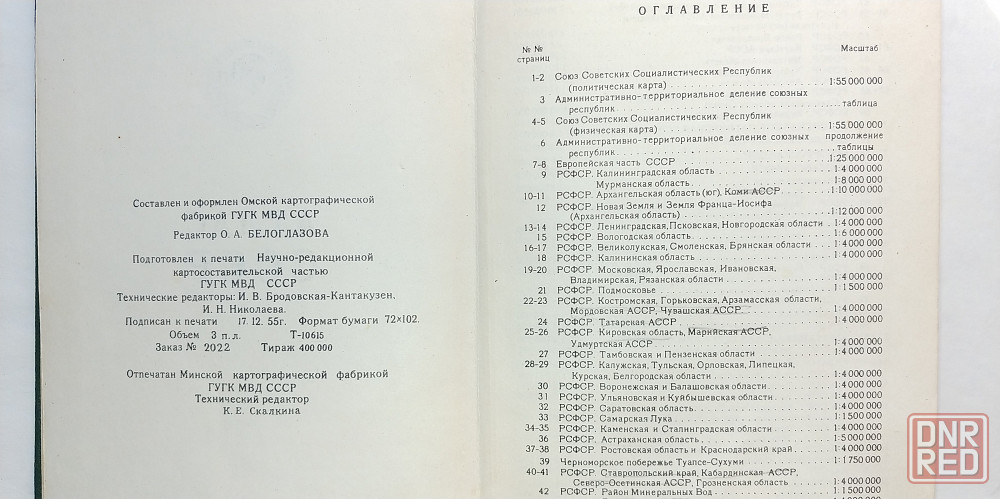 Составлен и оформлен Омской картографической
фабрикой ГУГК МВД СССР
Редактор О. А. БЕЛОГЛАЗОВА
Подготовлен к печати Научно-редакционной
картосоставительской частью
ГУГК МВД СССР
Технические редакторы: И. В. Бродовская-Кантакузен,
И. Н. Николаева.
Подписан к печати 17. 12. 55г. Формат бумаги 72×102.
Объем 3 п. л. Т-10615
Заказ № 2022 Тираж 400 000
Отпечатан Минской картографической фабрикой
ГУГК МВД СССР
Технический редактор
К. Е. Скалкина
ОГЛАВЛЕНИЕ
№ № страниц Масштаб
1-2 Союз Советских Социалистических Республик
(политическая карта) 1:55 000 000
3 Административно-территориальное деление союзных
республик таблица
4-5 Союз Советских Социалистических Республик
(физическая карта) 1:55 000 000
6 Административно-территориальное деление союзных продолжение
республик таблицы
7-8 Европейская часть СССР 1:25 000 000
9 РСФСР. Калининградская область 1:4 000 000
Мурманская область 1:8 000 000
10-11 РСФСР. Архангельская область (юг), Коми АССР 1:10 000 000
12 РСФСР. Новая Земля и Земля Франца-Иосифа
(Архангельская область) 1:12 000 000
13-14 РСФСР. Ленинградская, Псковская, Новгородская области 1:4 000 000
15 РСФСР. Вологодская область 1:6 000 000
16-17 РСФСР. Великолукская, Смоленская, Брянская области 1:4 000 000
18 РСФСР. Калининская область 1:4 000 000
19-20 РСФСР. Московская, Ярославская, Ивановская,
Владимирская, Рязанская области 1:4 000 000
21 РСФСР. Подмосковье 1:1 500 000
22-23 РСФСР. Костромская, Горьковская, Арзамасская области,
Мордовская АССР, Чувашская АССР 1:4 000 000
24 РСФСР. Татарская АССР 1:4 000 000
25-26 РСФСР. Кировская область, Марийская АССР,
Удмуртская АССР 1:4 000 000
27 РСФСР. Тамбовская и Пензенская области 1:4 000 000
28-29 РСФСР. Калужская, Тульская, Орловская, Липецкая,
Курская, Белгородская области 1:4 000 000
30 РСФСР. Воронежская и Балашовская области 1:4 000 000
31 РСФСР. Ульяновская и Куйбышевская области 1:4 000 000
32 РСФСР. Саратовская область 1:4 000 000
33 РСФСР. Самарская Лука 1:1 500 000
34-35 РСФСР. Каменская и Сталинградская области 1:4 000 000
36 РСФСР. Астраханская область 1:5 000 000
37-38 РСФСР. Ростовская область и Краснодарский край 1:4 000 000
39 Черноморское побережье Туапсе-Сухуми 1:1 750 000
40-41 РСФСР. Ставропольский край, Кабардинская АССР,
Северо-Осетинская АССР, Грозненская область 1:4 000 000
42 РСФСР. Район Минеральных Вод 1:1 500 000
DNR
RED